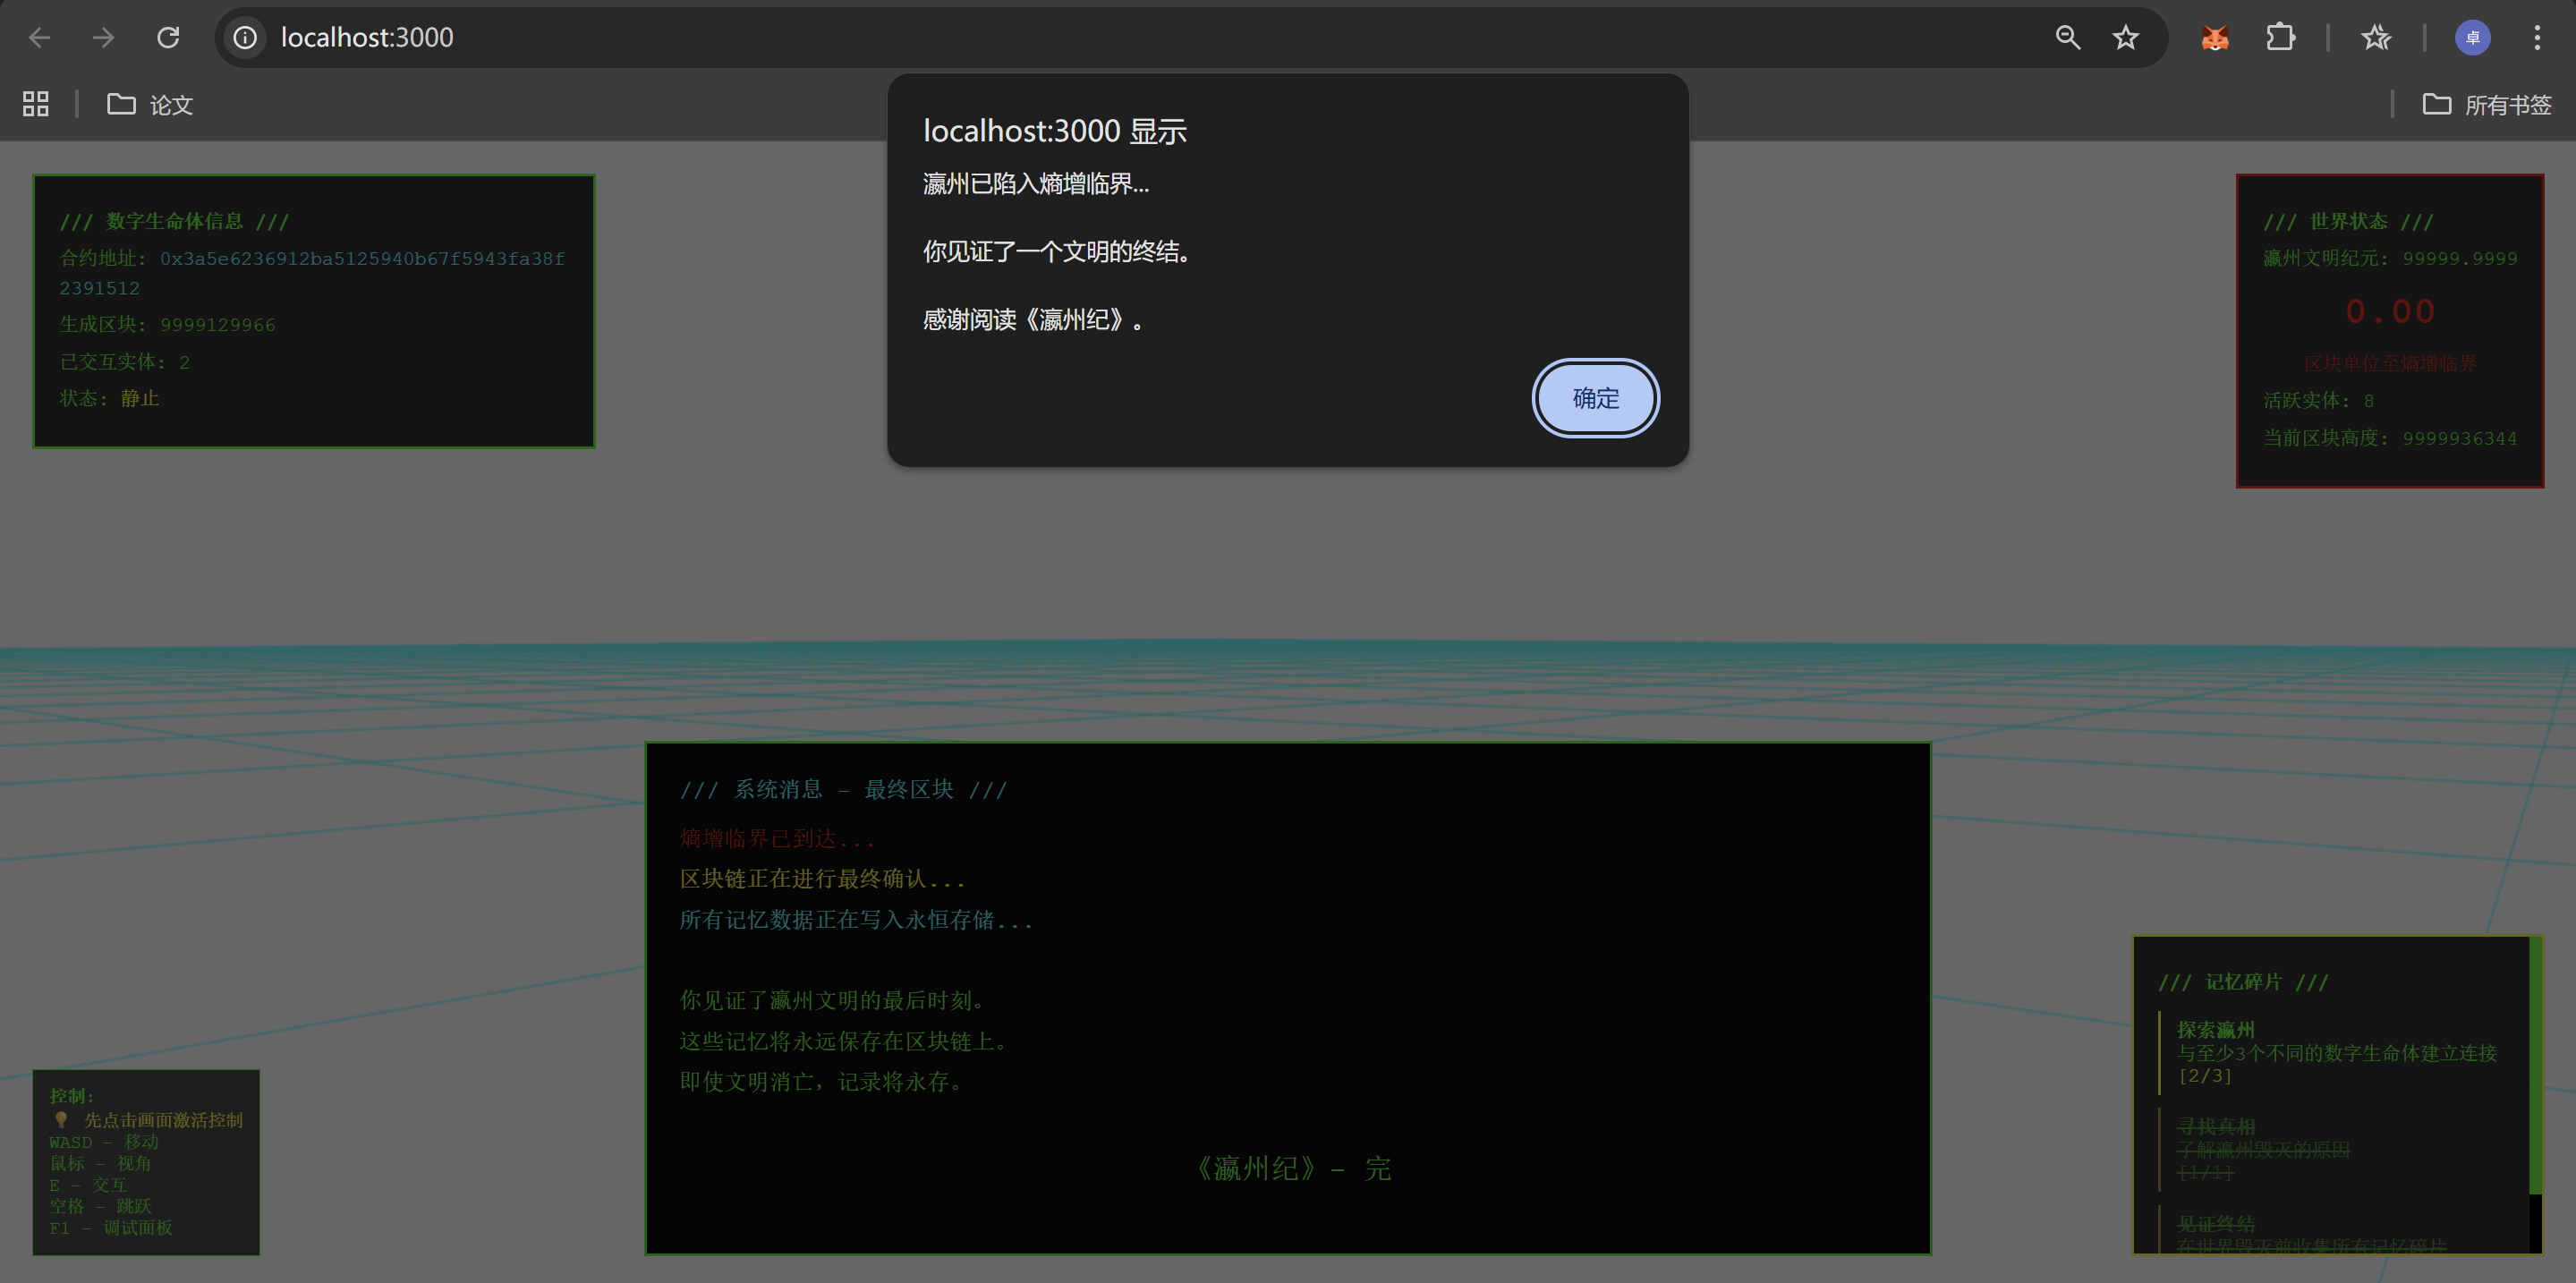 localhost:3000
卓
论文
所有书签
localhost:3000 显示
瀛州已陷入熵增临界...
你见证了一个文明的终结。
感谢阅读《瀛州纪》。
确定
/// 数字生命体信息 ///
合约地址: 0x3a5e6236912ba5125940b67f5943fa38f
2391512
生成区块: 9999129966
已交互实体: 2
状态: 静止
/// 世界状态 ///
瀛州文明纪元: 99999.9999
0.00
区块单位至熵增临界
活跃实体: 8
当前区块高度: 9999936344
/// 系统消息 - 最终区块 ///
熵增临界已到达...
区块链正在进行最终确认...
所有记忆数据正在写入永恒存储...
你见证了瀛州文明的最后时刻。
这些记忆将永远保存在区块链上。
即使文明消亡，记录将永存。
《瀛州纪》- 完
控制:
先点击画面激活控制
WASD - 移动
鼠标 - 视角
E - 交互
空格 - 跳跃
F1 - 调试面板
/// 记忆碎片 ///
探索瀛州
与至少3个不同的数字生命体建立连接
[2/3]
寻找真相
了解瀛州毁灭的原因
[1/1]
见证终结
在世界毁灭前收集所有记忆碎片